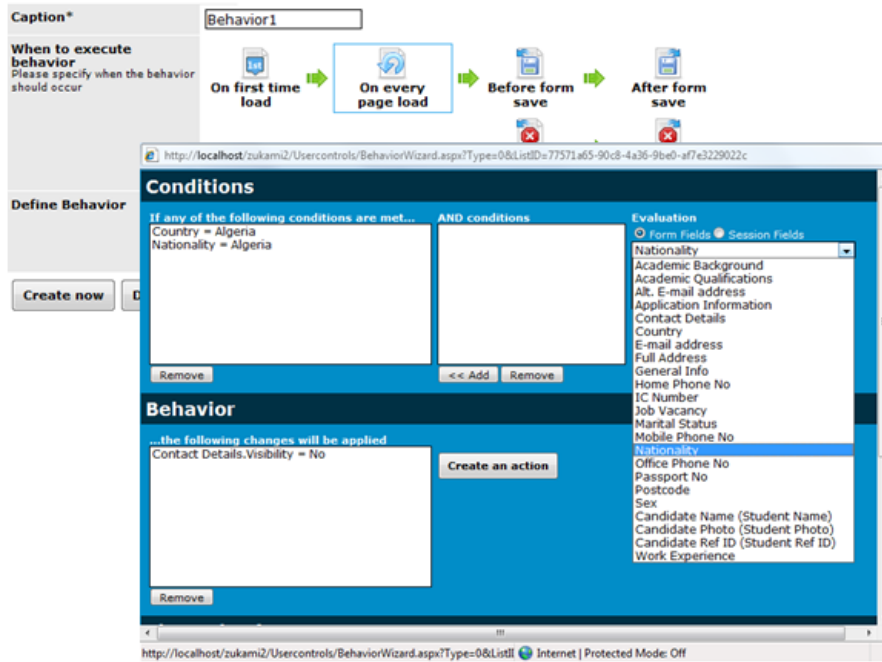 Caption*
Behavior1
When to execute
behavior
Please specify when the behavior
should occur
1st
On first time
load
On every
page load
Before form
save
After form
save
http://localhost/zukami2/Usercontrols/BehaviorWizard.aspx?Type=0&ListID=77571a65-90c8-4a36-9be0-af7e3229022c
Define Behavior
Create now
D
Conditions
If any of the following conditions are met...
Country = Algeria
Nationality = Algeria
Remove
AND conditions
<< Add
Remove
Evaluation
Form Fields
Session Fields
Nationality
Academic Background
Academic Qualifications
Alt. E-mail address
Application Information
Contact Details
Country
E-mail address
Full Address
General Info
Home Phone No
IC Number
Job Vacancy
Marital Status
Mobile Phone No
Nationality
Office Phone No
Passport No
Postcode
Sex
Candidate Name (Student Name)
Candidate Photo (Student Photo)
Candidate Ref ID (Student Ref ID)
Work Experience
Behavior
...the following changes will be applied
Contact Details.Visibility = No
Create an action
Remove
http://localhost/zukami2/Usercontrols/BehaviorWizard.aspx?Type=0&ListI
Internet | Protected Mode: Off